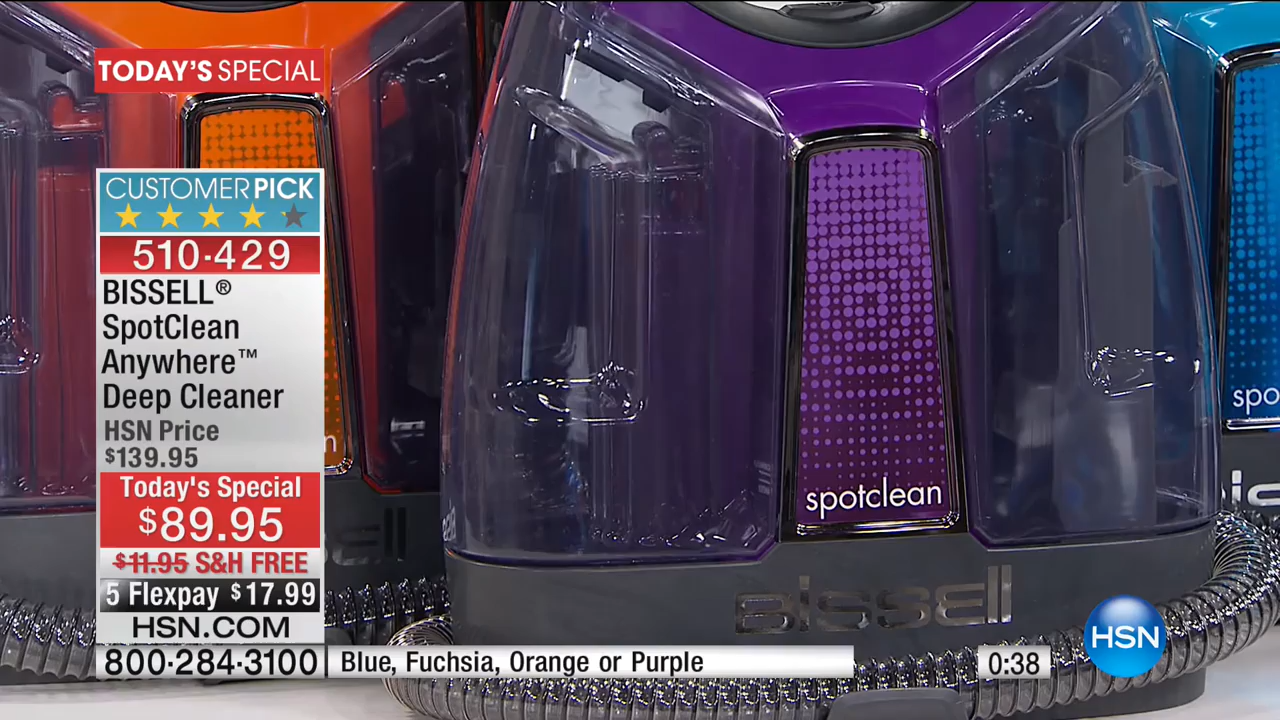 TODAY'S SPECIAL
CUSTOMER PICK
510·429
BISSELL®
SpotClean
Anywhere™
Deep Cleaner
HSN Price
$139.95
Today's Special
$89.95
$11.95 S&H FREE
5 Flexpay $17.99
HSN.COM
800·284·3100
Blue, Fuchsia, Orange or Purple
0:38
HSN
spotclean
BISSELL
spo